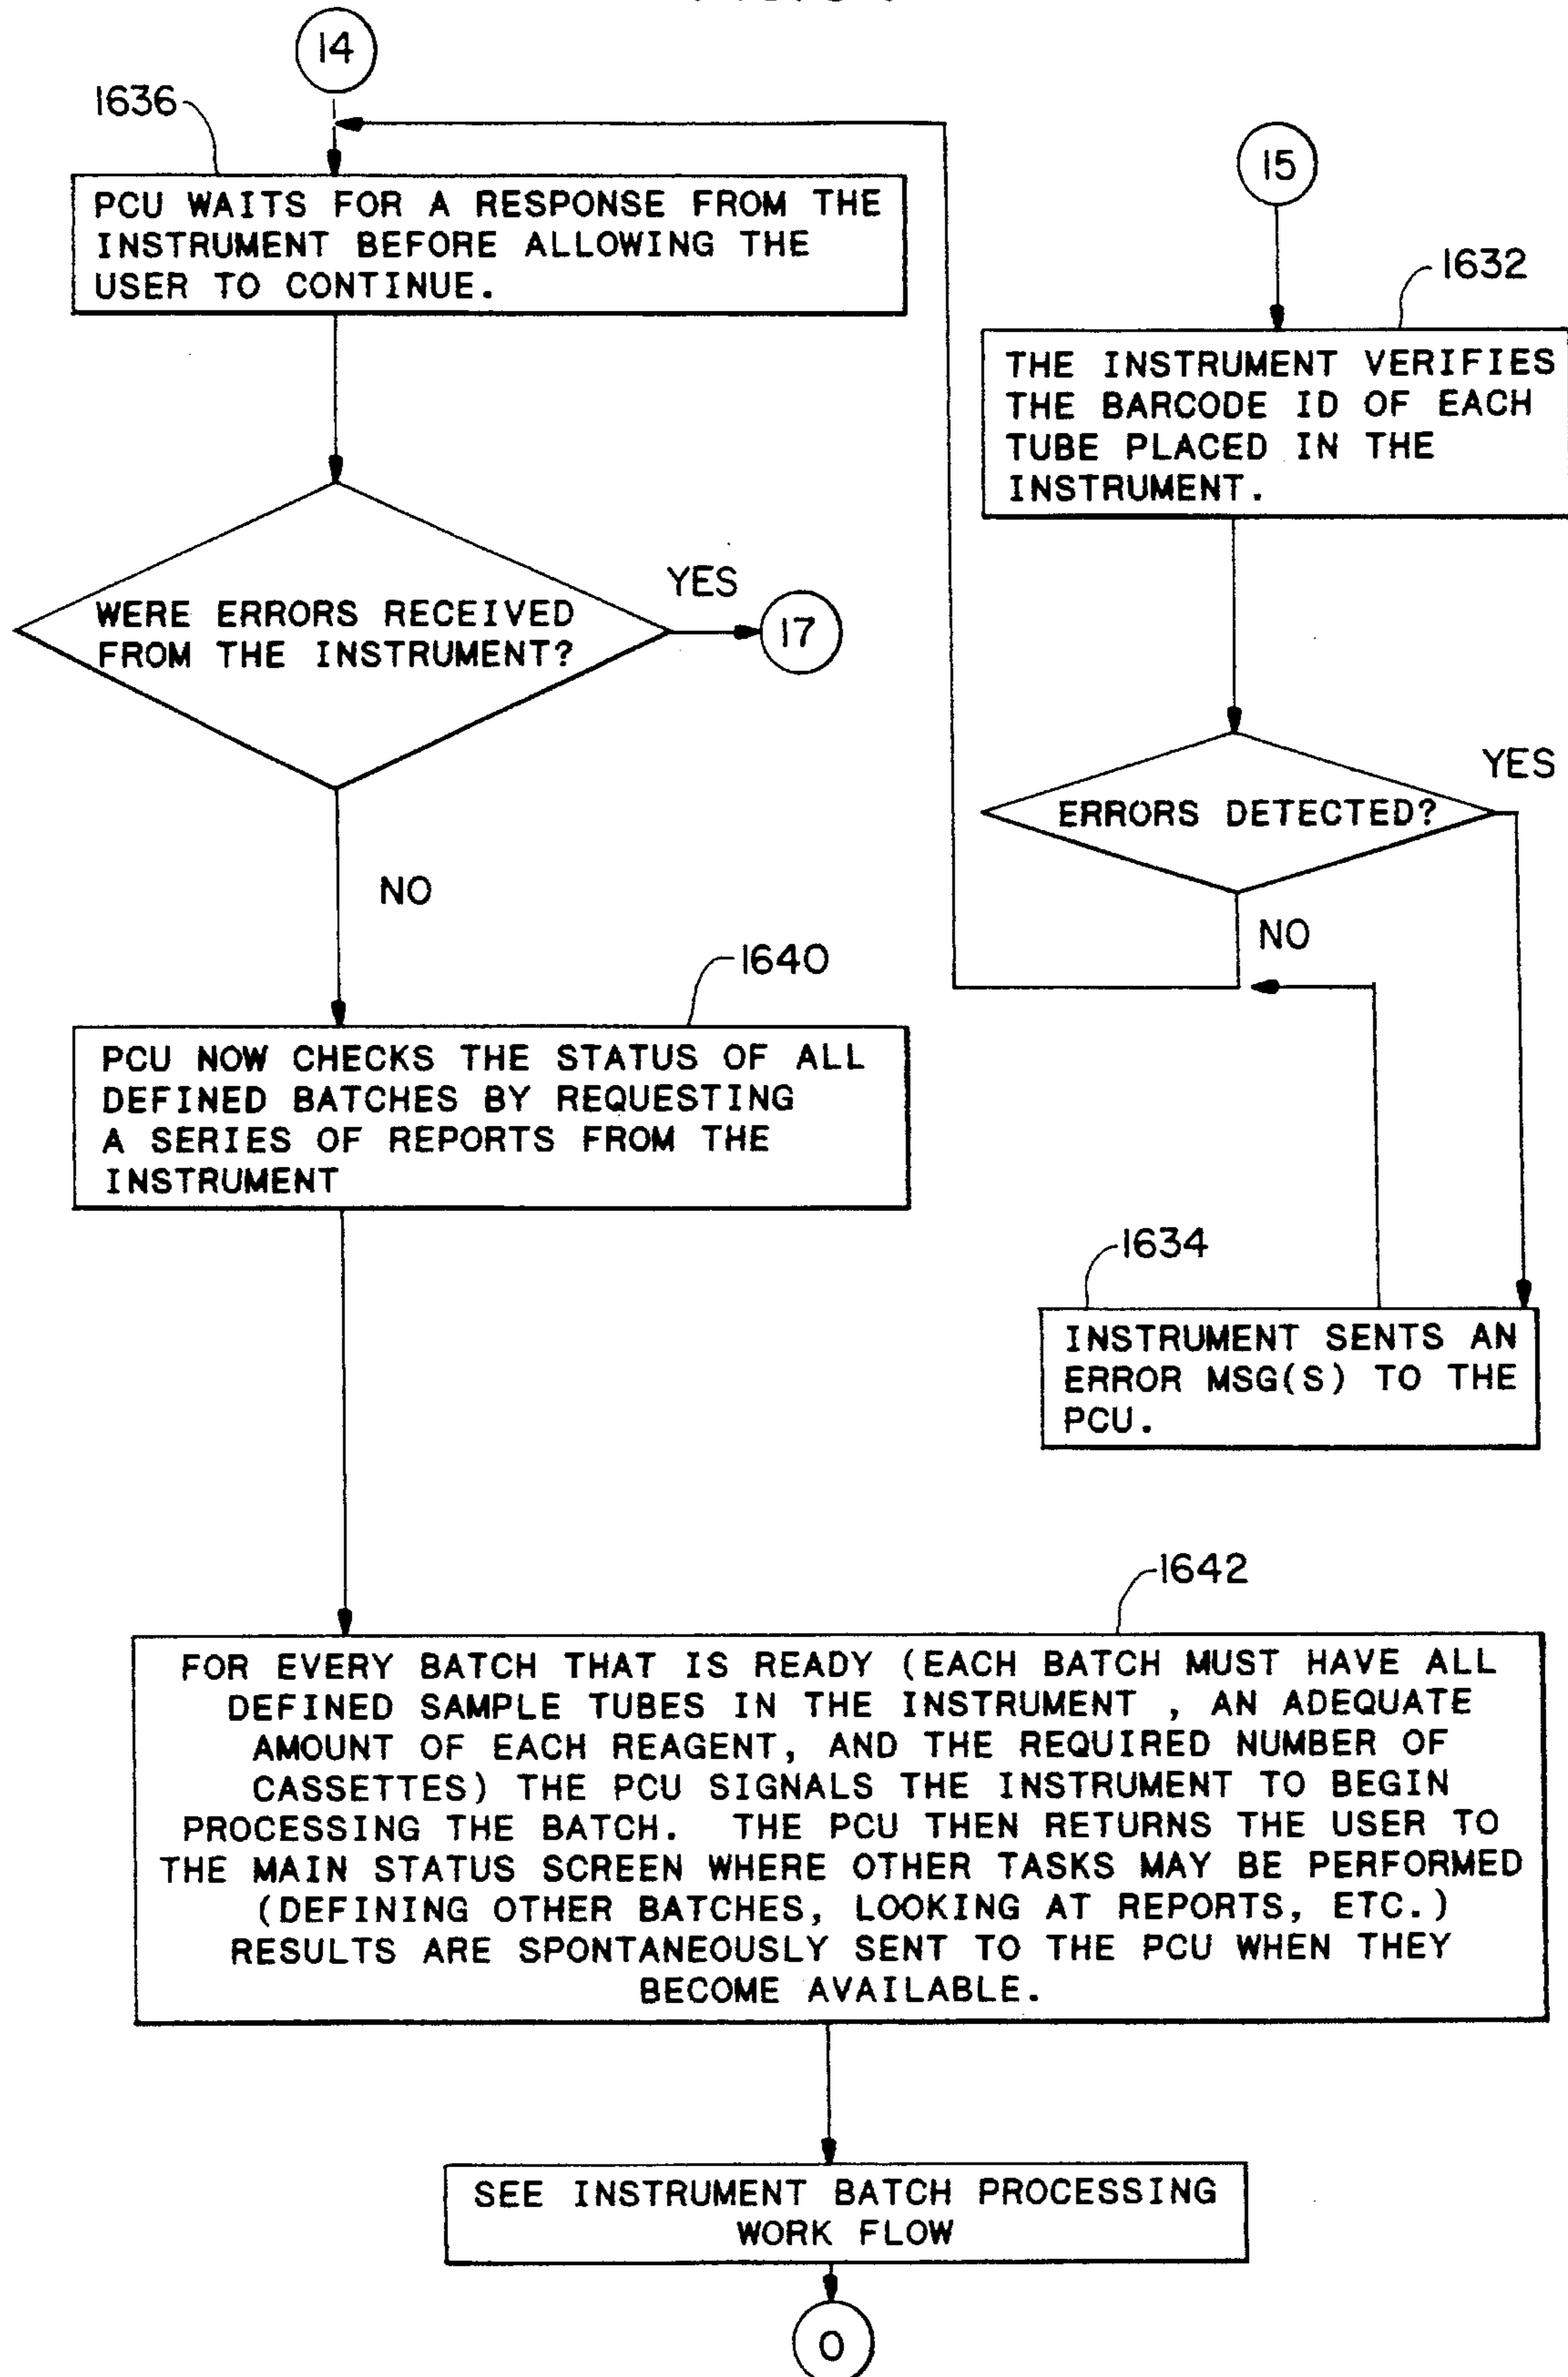 14
1636
PCU WAITS FOR A RESPONSE FROM THE
INSTRUMENT BEFORE ALLOWING THE
USER TO CONTINUE.
WERE ERRORS RECEIVED
FROM THE INSTRUMENT?
YES
17
NO
1640
PCU NOW CHECKS THE STATUS OF ALL
DEFINED BATCHES BY REQUESTING
A SERIES OF REPORTS FROM THE
INSTRUMENT
15
1632
THE INSTRUMENT VERIFIES
THE BARCODE ID OF EACH
TUBE PLACED IN THE
INSTRUMENT.
ERRORS DETECTED?
YES
NO
1634
INSTRUMENT SENTS AN
ERROR MSG(S) TO THE
PCU.
1642
FOR EVERY BATCH THAT IS READY (EACH BATCH MUST HAVE ALL
DEFINED SAMPLE TUBES IN THE INSTRUMENT , AN ADEQUATE
AMOUNT OF EACH REAGENT, AND THE REQUIRED NUMBER OF
CASSETTES) THE PCU SIGNALS THE INSTRUMENT TO BEGIN
PROCESSING THE BATCH. THE PCU THEN RETURNS THE USER TO
THE MAIN STATUS SCREEN WHERE OTHER TASKS MAY BE PERFORMED
(DEFINING OTHER BATCHES, LOOKING AT REPORTS, ETC.)
RESULTS ARE SPONTANEOUSLY SENT TO THE PCU WHEN THEY
BECOME AVAILABLE.
SEE INSTRUMENT BATCH PROCESSING
WORK FLOW
O